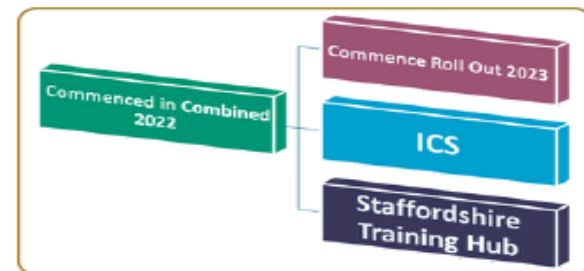 Commenced in Combined
2022
Commence Roll Out 2023
ICS
Staffordshire
Training Hub